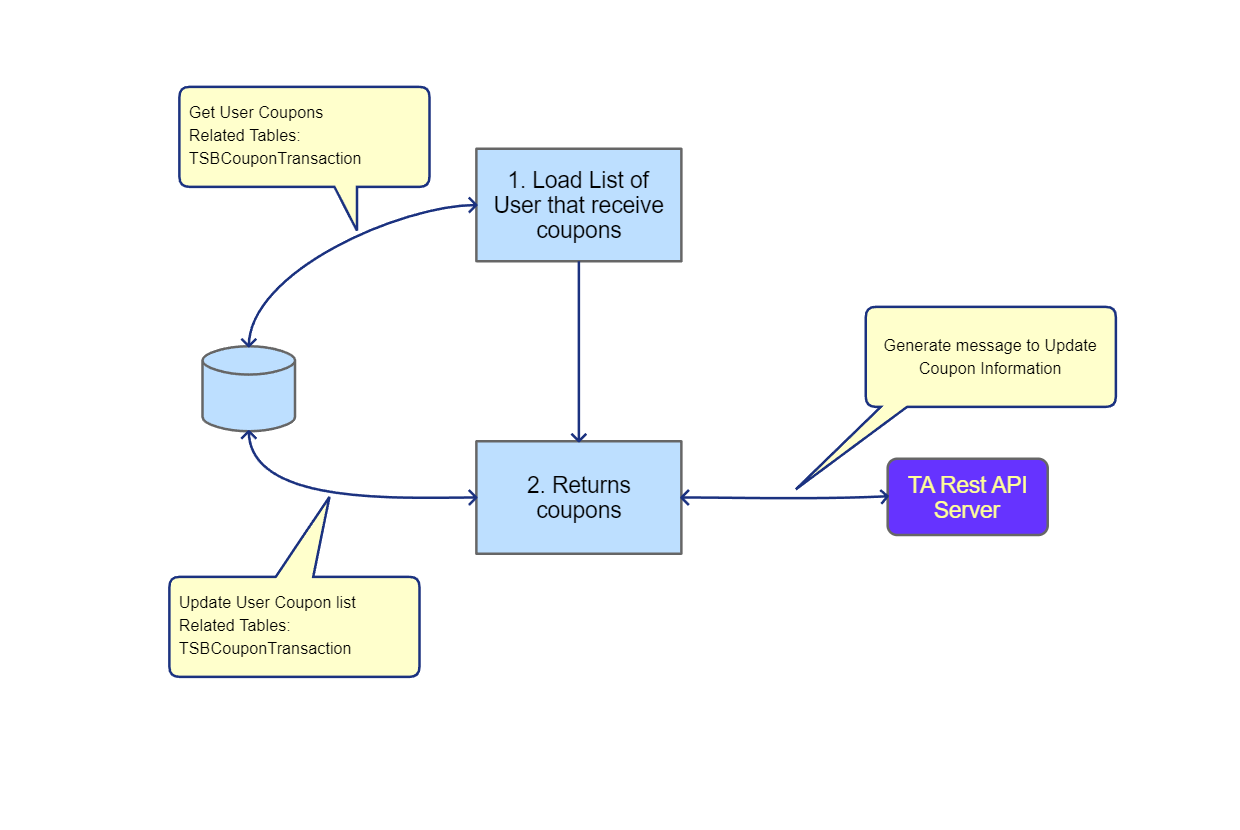 Get User Coupons
Related Tables:
TSBCouponTransaction
1. Load List of
User that receive
coupons
Generate message to Update
Coupon Information
2. Returns
coupons
TA Rest API
Server
Update User Coupon list
Related Tables:
TSBCouponTransaction